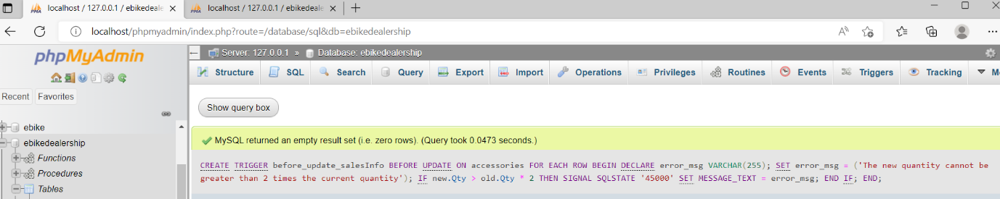 PMA localhost / 127.0.0.1 / ebikedeale PMA localhost / 127.0.0.1 / ebikedeale
localhost/phpmyadmin/index.php?route=/database/sql&db=ebikedealership
phpMyAdmin
Server: 127.0.0.1 » Database: ebikedealership
Structure SQL Search Query Export Import Operations Privileges Routines Events Triggers Tracking
Recent Favorites
Show query box
ebike
ebikedealership
Functions
Procedures
Tables
MySQL returned an empty result set (i.e. zero rows). (Query took 0.0473 seconds.)
CREATE TRIGGER before_update_salesInfo BEFORE UPDATE ON accessories FOR EACH ROW BEGIN DECLARE error_msg VARCHAR(255); SET error_msg = ('The new quantity cannot be
greater than 2 times the current quantity'); IF new.Qty > old.Qty * 2 THEN SIGNAL SQLSTATE '45000' SET MESSAGE_TEXT = error_msg; END IF; END;